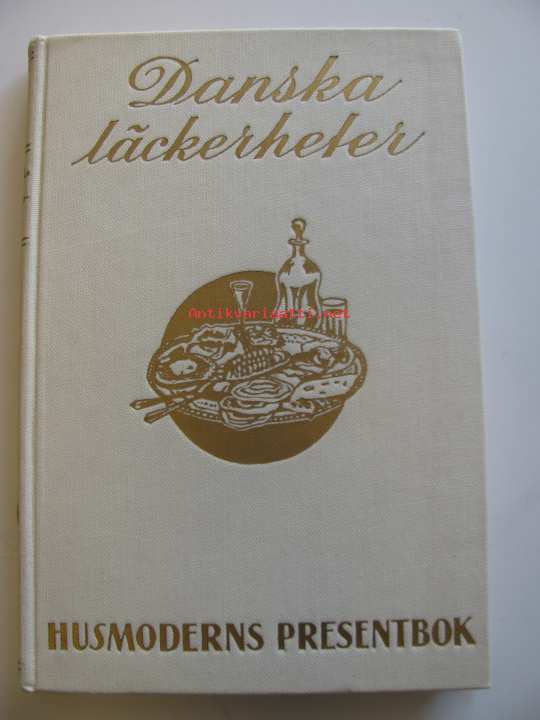 Danska
läckerheter
Antikvariaatti.net
HUSMODERNS PRESENTBOK